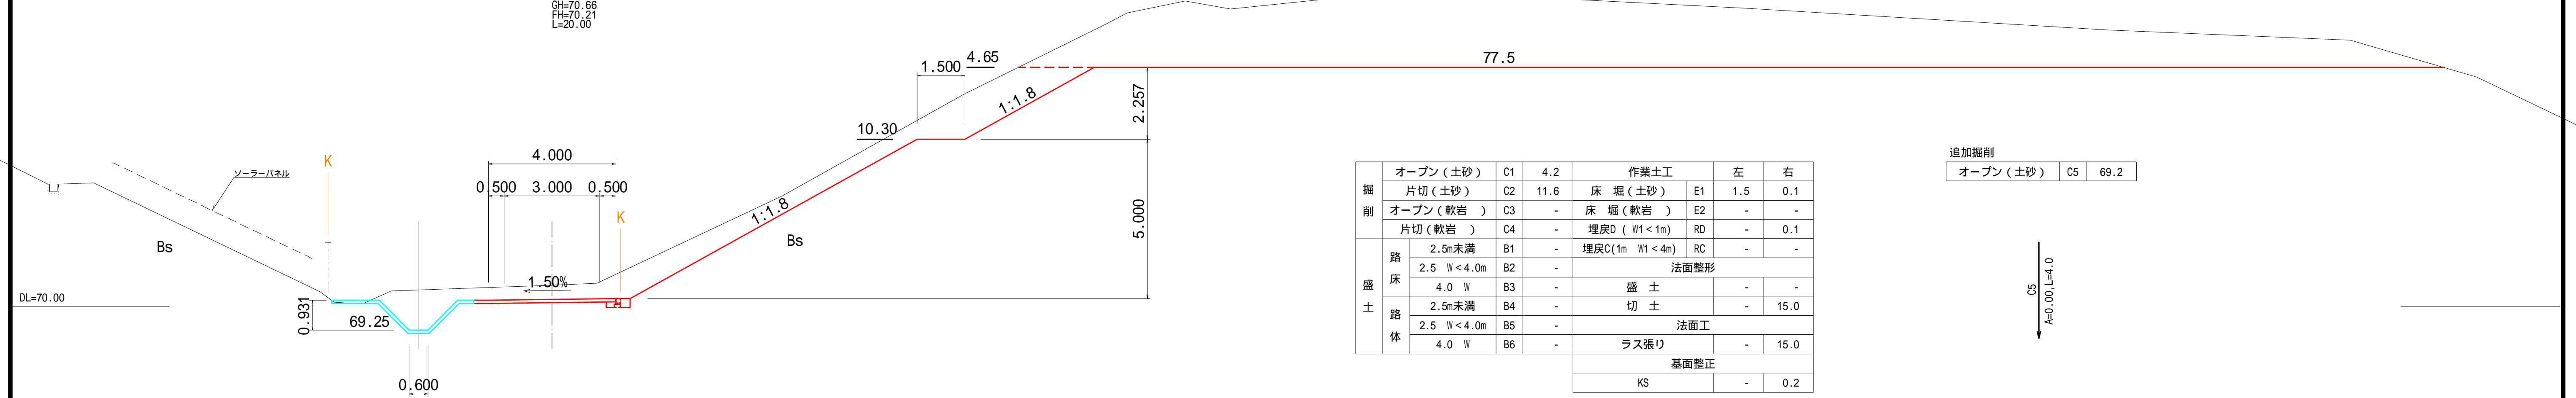 GH=70.66
FH=70.21
L=20.00
77.5
4.65
1.500
1:1.8
2.257
10.30
K
4.000
ソーラーパネル
0.500 3.000 0.500
K
1:1.8
5.000
Bs
Bs
1.50%
DL=70.00
0.931
69.25
0.600
掘削 オープン(土砂) C1 4.2 作業土工 左 右
片切(土砂) C2 11.6 床 堀(土砂) E1 1.5 0.1
オープン(軟岩 ) C3 - 床 堀(軟岩 ) E2 - -
片切(軟岩 ) C4 - 埋戻D ( W1<1m) RD - 0.1
盛土 路床 2.5m未満 B1 - 埋戻C(1m W1<4m) RC - -
2.5 W<4.0m B2 - 法面整形
4.0 W B3 - 盛 土 - -
路体 2.5m未満 B4 - 切 土 - 15.0
2.5 W<4.0m B5 - 法面工
4.0 W B6 - ラス張り - 15.0
基面整正
KS - 0.2
追加掘削
オープン(土砂) C5 69.2
C5
A=0.00,L=4.0